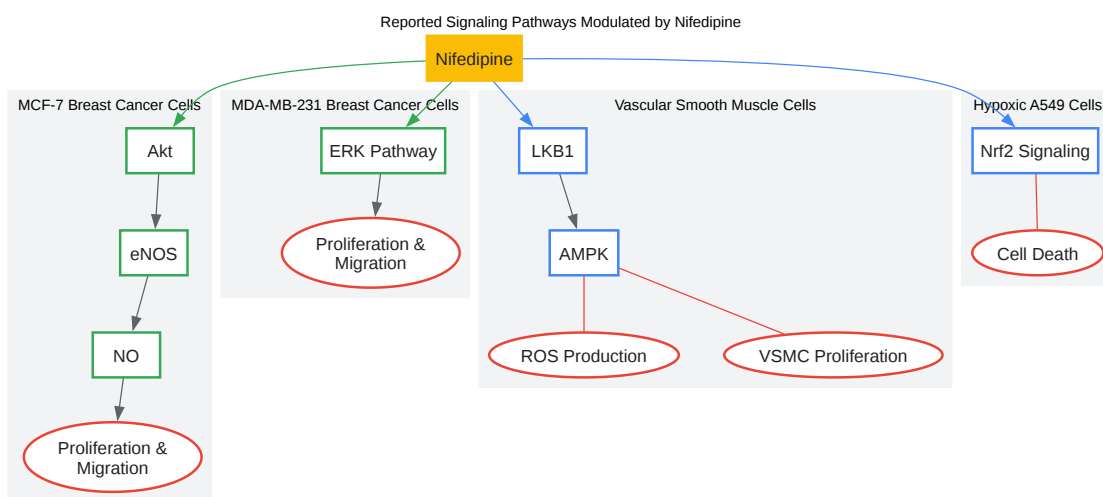 Reported Signaling Pathways Modulated by Nifedipine
Nifedipine
MCF-7 Breast Cancer Cells
Akt
eNOS
NO
Proliferation &
Migration
MDA-MB-231 Breast Cancer Cells
ERK Pathway
Proliferation &
Migration
Vascular Smooth Muscle Cells
LKB1
AMPK
ROS Production
VSMC Proliferation
Hypoxic A549 Cells
Nrf2 Signaling
Cell Death